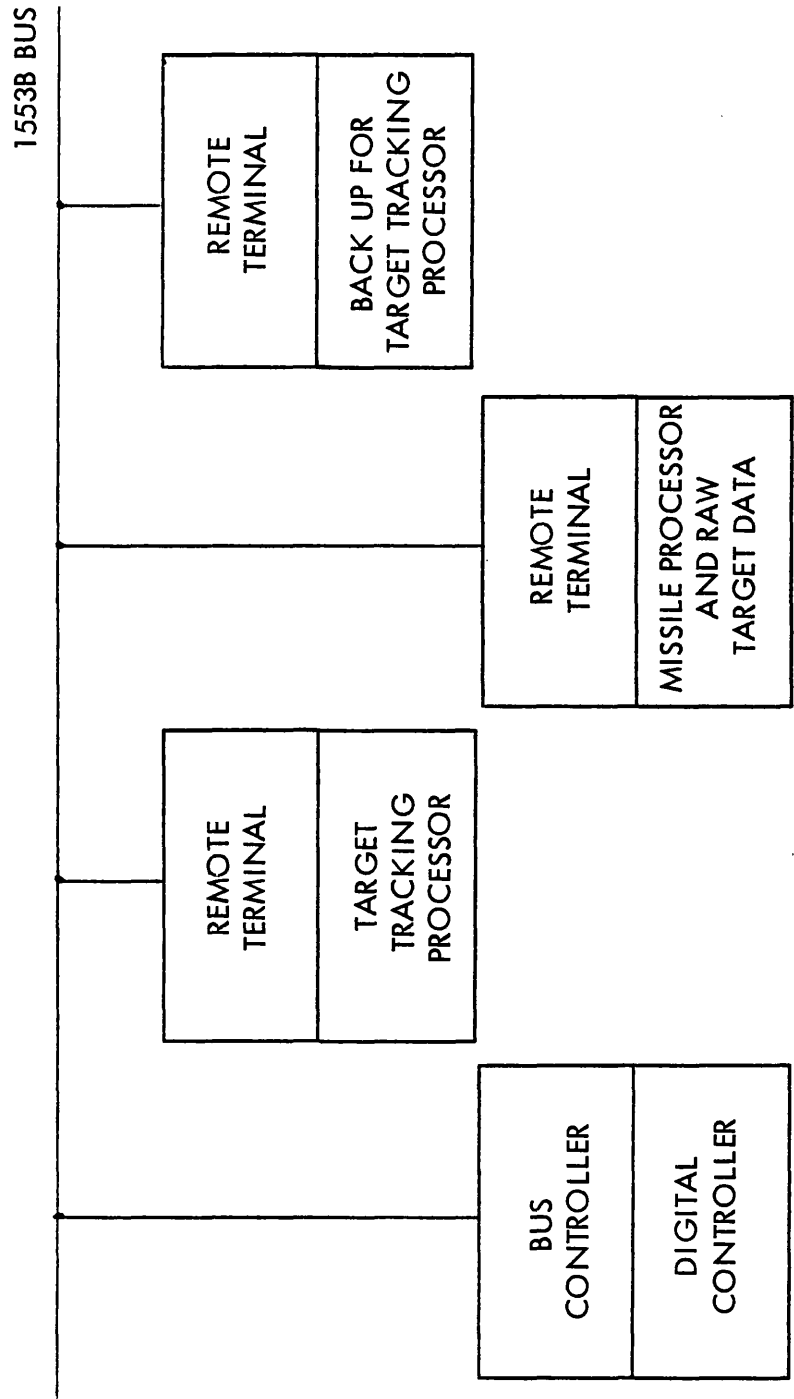 1553B BUS
BUS
CONTROLLER
DIGITAL
CONTROLLER
REMOTE
TERMINAL
TARGET
TRACKING
PROCESSOR
REMOTE
TERMINAL
MISSILE PROCESSOR
AND RAW
TARGET DATA
REMOTE
TERMINAL
BACK UP FOR
TARGET TRACKING
PROCESSOR